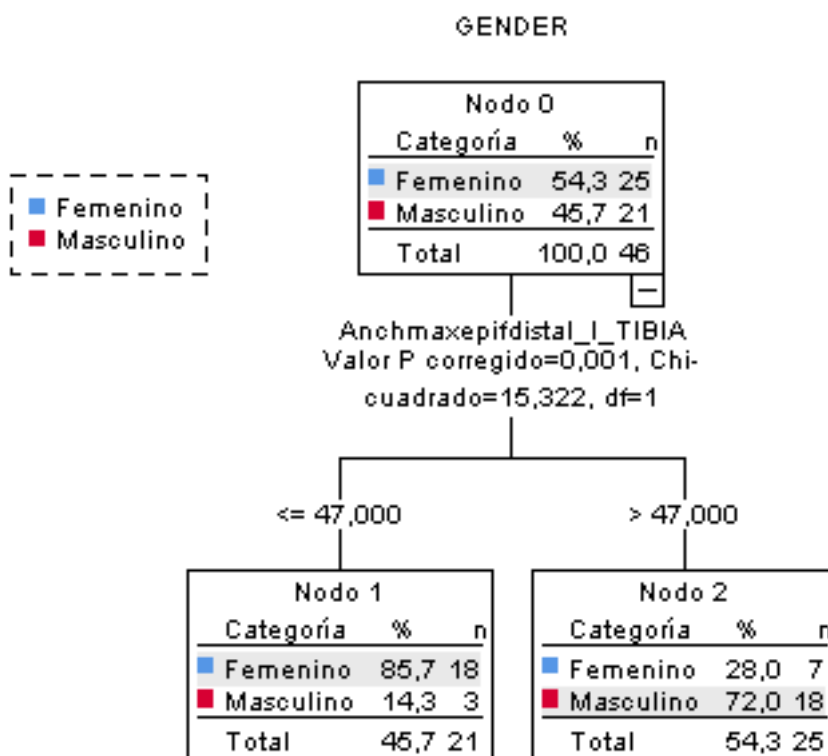 GENDER
Nodo 0
Categoría % n
Femenino 54,3 25
Masculino 45,7 21
Total 100,0 46
Femenino
Masculino
Anchmaxepifdistal_I_TIBIA
Valor P corregido=0,001, Chi-
cuadrado=15,322, df=1
<= 47,000
> 47,000
Nodo 1
Categoría % n
Femenino 85,7 18
Masculino 14,3 3
Total 45,7 21
Nodo 2
Categoría % n
Femenino 28,0 7
Masculino 72,0 18
Total 54,3 25